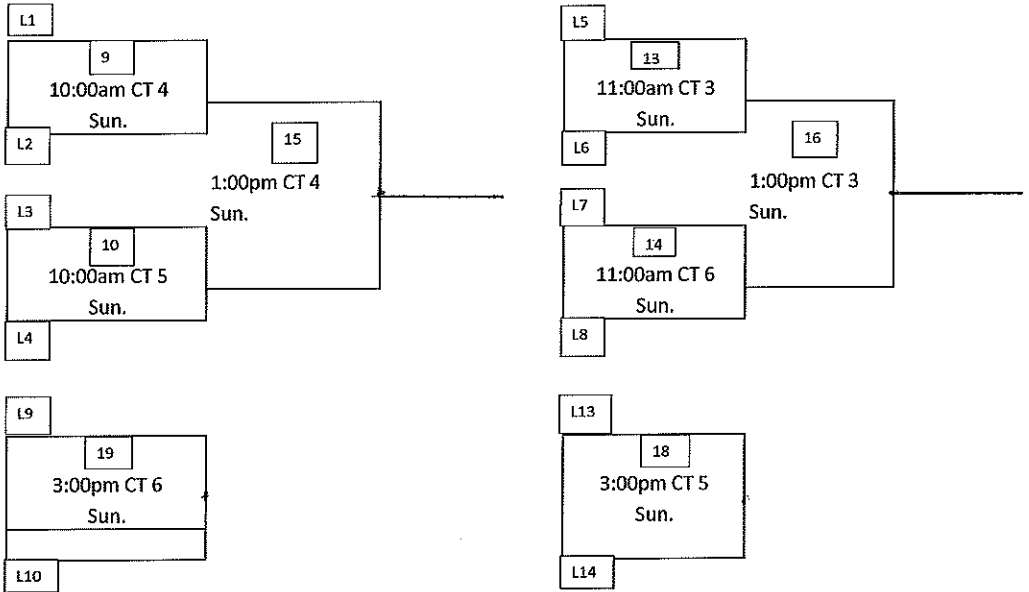 L1
9
10:00am CT 4
Sun.
L2
15
1:00pm CT 4
Sun.
L3
10
10:00am CT 5
Sun.
L4
L5
13
11:00am CT 3
Sun.
L6
16
1:00pm CT 3
Sun.
L7
14
11:00am CT 6
Sun.
L8
L9
19
3:00pm CT 6
Sun.
L10
L13
18
3:00pm CT 5
Sun.
L14